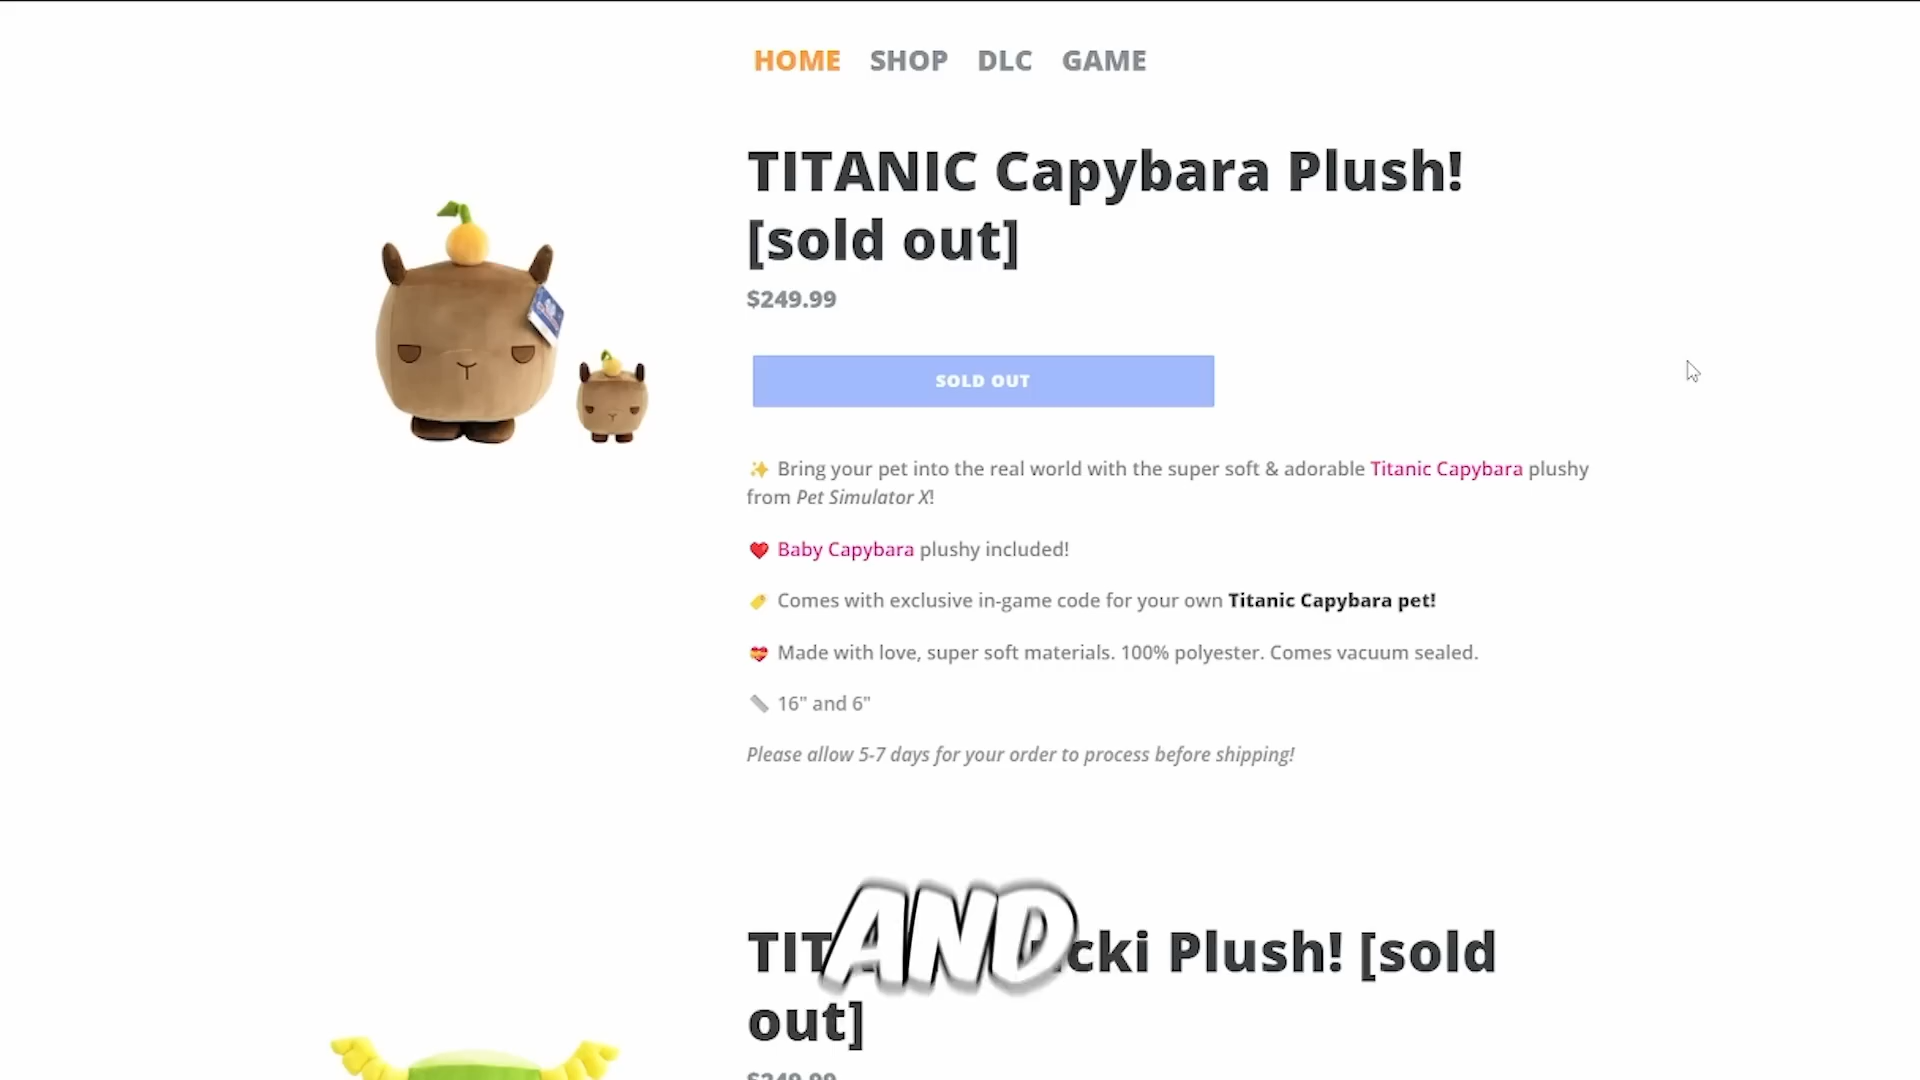 HOME SHOP DLC GAME
TITANIC Capybara Plush!
[sold out]
$249.99
SOLD OUT
✨ Bring your pet into the real world with the super soft & adorable Titanic Capybara plushy
from Pet Simulator X!
❤️ Baby Capybara plushy included!
🏷️ Comes with exclusive in-game code for your own Titanic Capybara pet!
💝 Made with love, super soft materials. 100% polyester. Comes vacuum sealed.
📏 16" and 6"
Please allow 5-7 days for your order to process before shipping!
AND
Plush! [sold
out]
$249.99